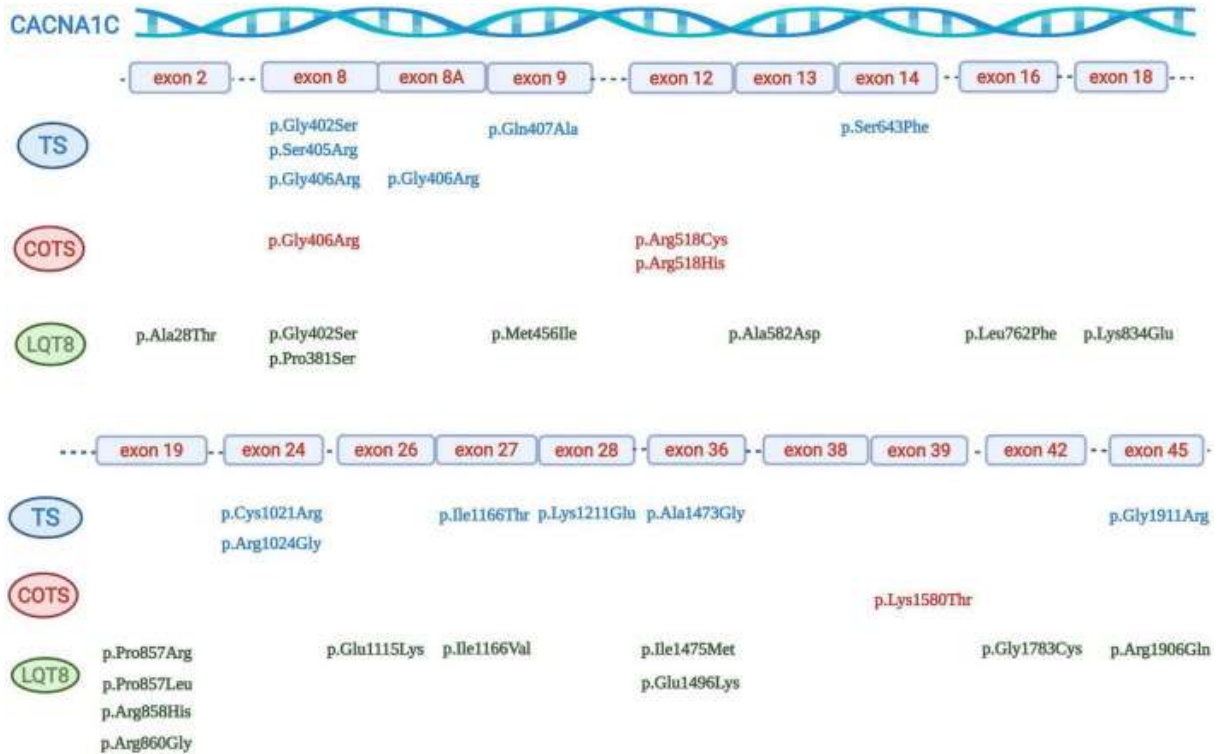 CACNA1C
exon 2 exon 8 exon 8A exon 9 exon 12 exon 13 exon 14 exon 16 exon 18
TS
p.Gly402Ser p.Gln407Ala p.Ser643Phe
p.Ser405Arg
p.Gly406Arg p.Gly406Arg
COTS
p.Gly406Arg p.Arg518Cys
p.Arg518His
LQT8
p.Ala28Thr p.Gly402Ser p.Met456Ile p.Ala582Asp p.Leu762Phe p.Lys834Glu
p.Pro381Ser
exon 19 exon 24 exon 26 exon 27 exon 28 exon 36 exon 38 exon 39 exon 42 exon 45
TS
p.Cys1021Arg p.Ile1166Thr p.Lys1211Glu p.Ala1473Gly p.Gly1911Arg
p.Arg1024Gly
COTS
p.Lys1580Thr
LQT8
p.Pro857Arg p.Glu1115Lys p.Ile1166Val p.Ile1475Met p.Gly1783Cys p.Arg1906Gln
p.Pro857Leu p.Glu1496Lys
p.Arg858His
p.Arg860Gly